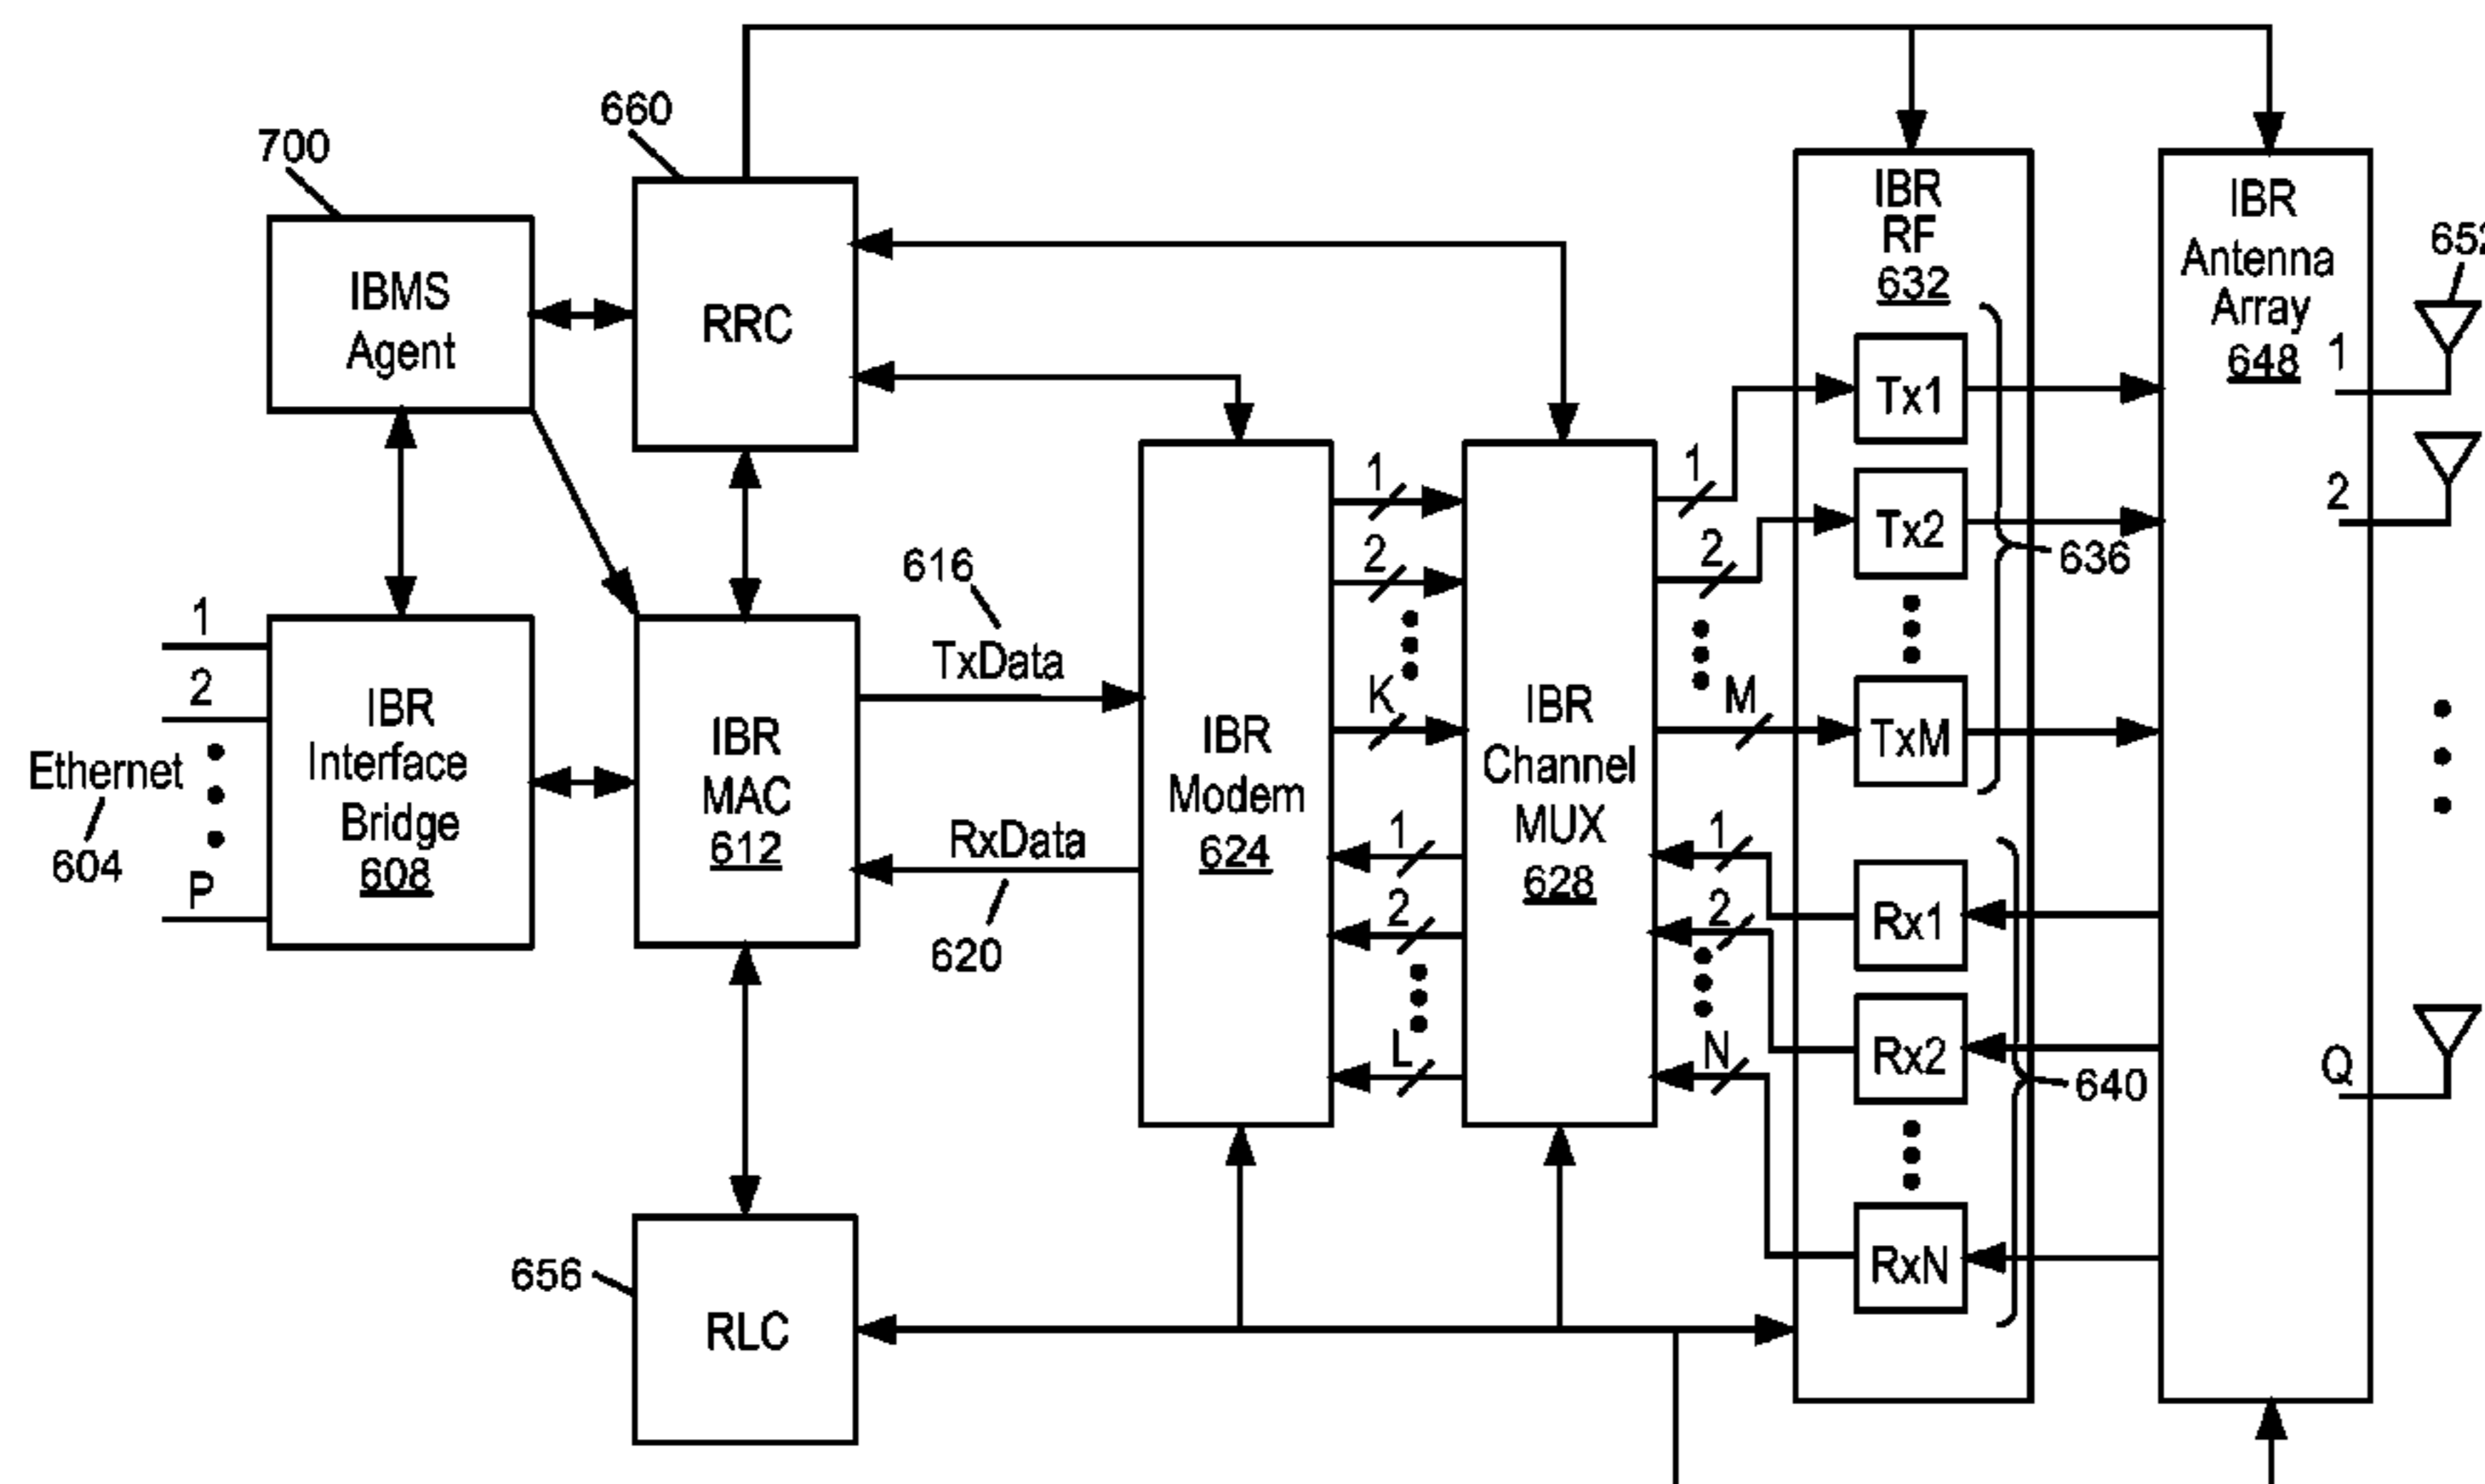 660
700
IBMS
Agent
RRC
IBR
RF
632
Tx1
Tx2
TxM
636
Rx1
Rx2
RxN
640
IBR
Antenna
Array
648
652
1
2
Q
Ethernet
604
1
2
P
IBR
Interface
Bridge
608
IBR
MAC
612
616
TxData
RxData
620
IBR
Modem
624
1
2
K
1
2
L
IBR
Channel
MUX
628
1
2
M
1
2
N
656
RLC